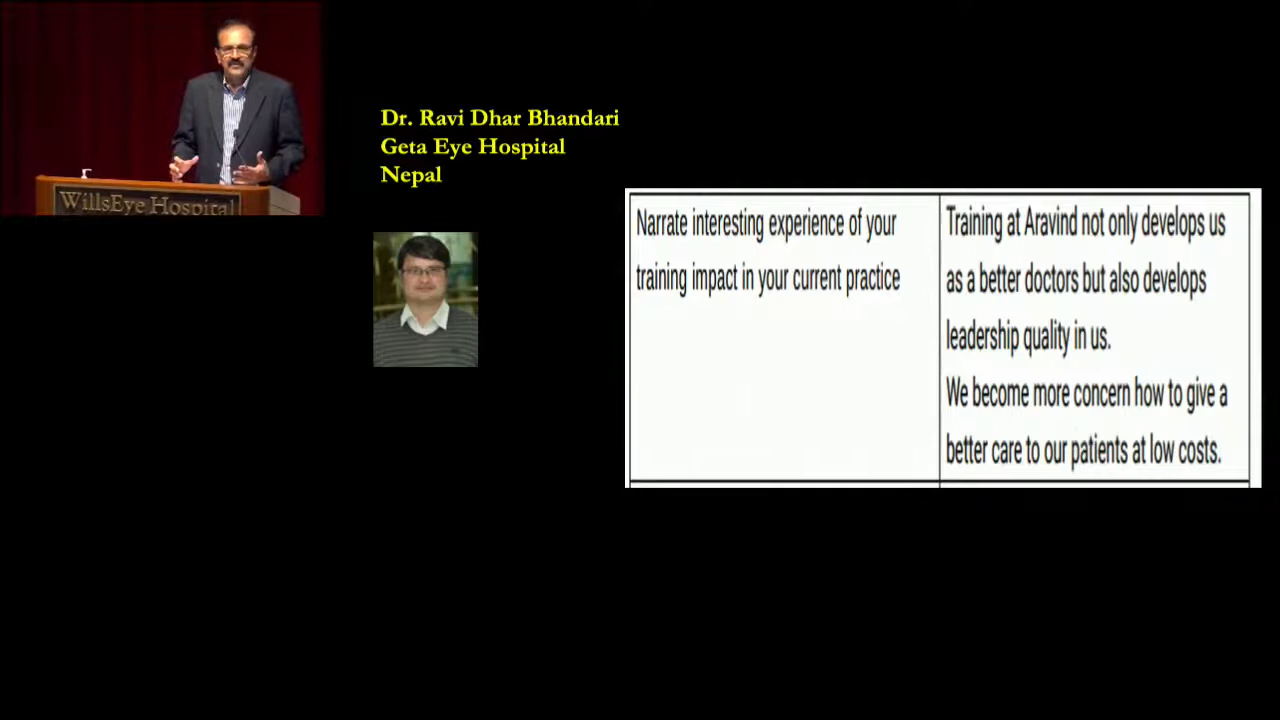 Dr. Ravi Dhar Bhandari
Geta Eye Hospital
Nepal
WillsEye Hospital
Narrate interesting experience of your
training impact in your current practice
Training at Aravind not only develops us
as a better doctors but also develops
leadership quality in us.
We become more concern how to give a
better care to our patients at low costs.